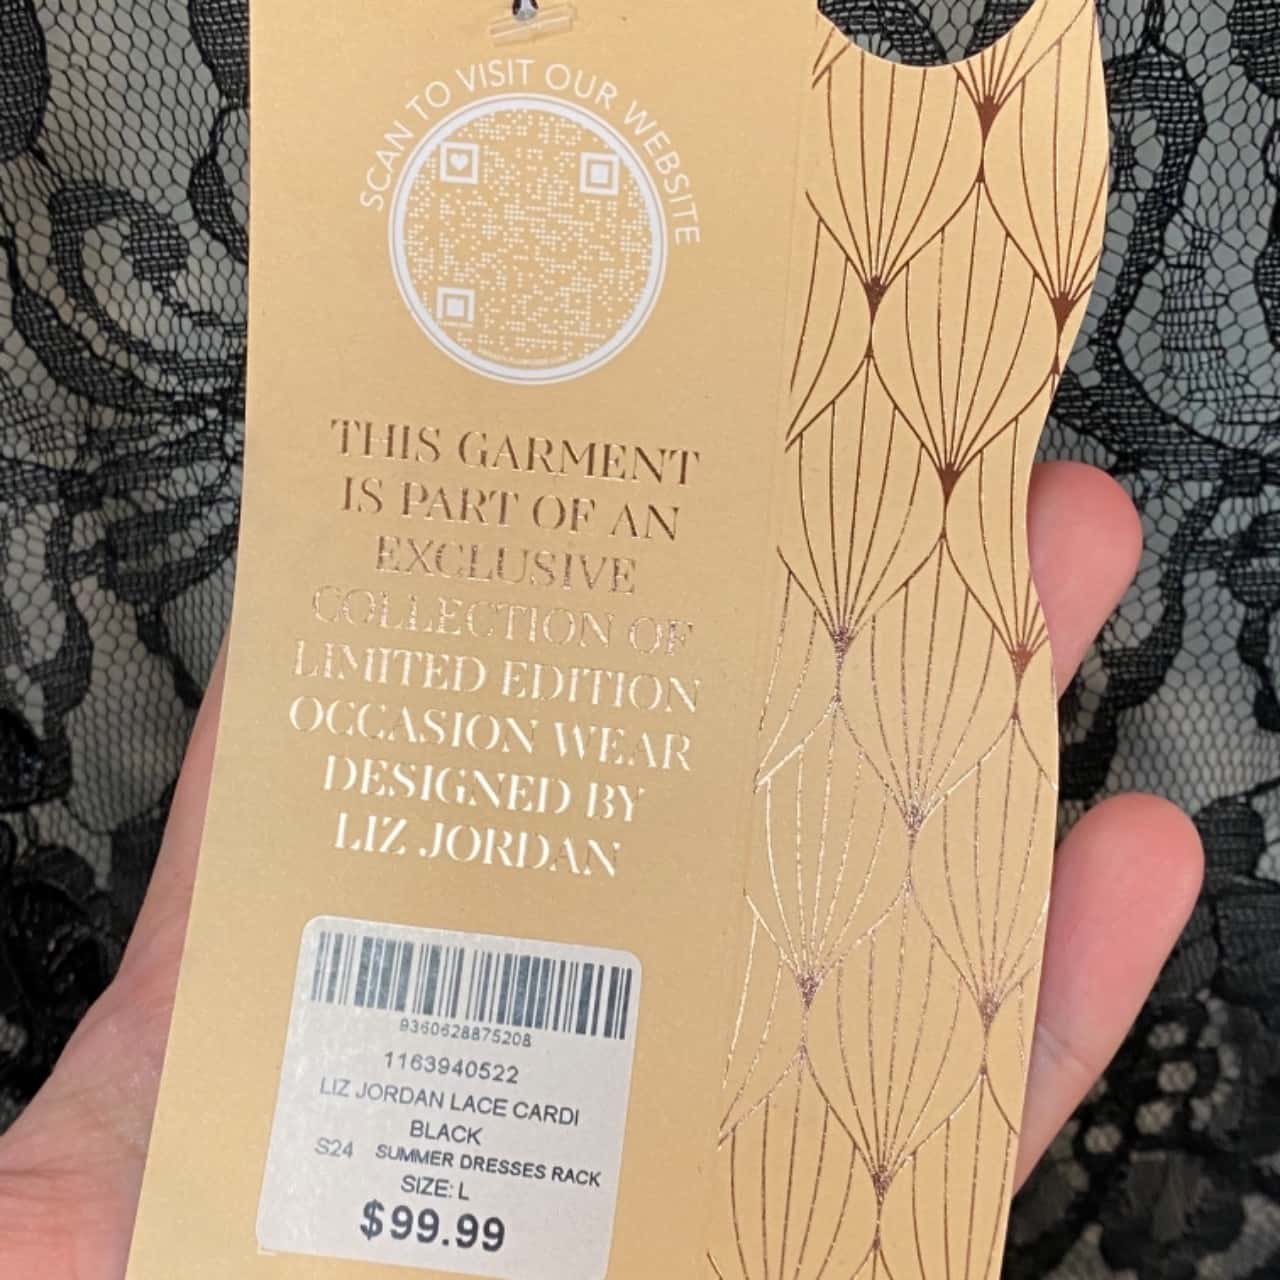 SCAN TO VISIT OUR WEBSITE
THIS GARMENT
IS PART OF AN
EXCLUSIVE
COLLECTION OF
LIMITED EDITION
OCCASION WEAR
DESIGNED BY
LIZ JORDAN
9360628875208
1163940522
LIZ JORDAN LACE CARDI
BLACK
S24 SUMMER DRESSES RACK
SIZE: L
$99.99